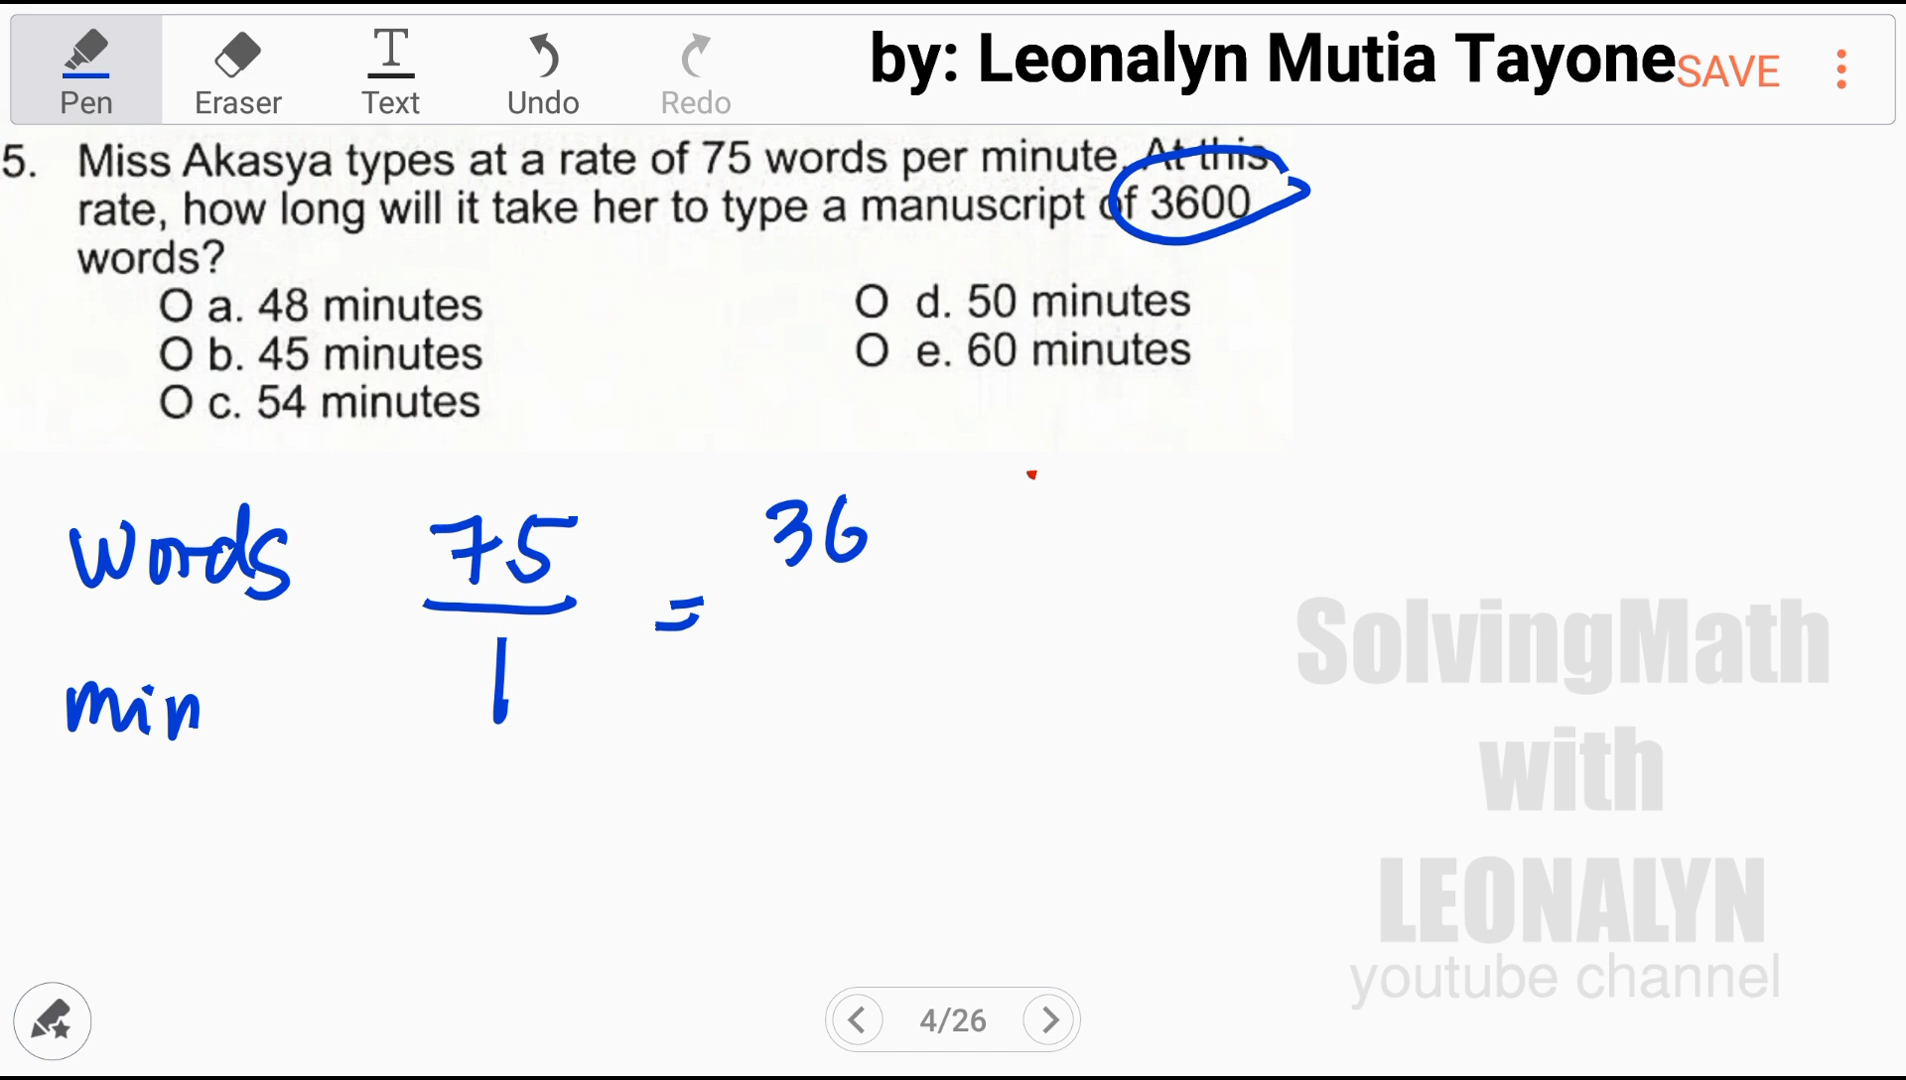 by: Leonalyn Mutia Tayone
SAVE
Pen
Eraser
Text
Undo
Redo
5. Miss Akasya types at a rate of 75 words per minute. At this
rate, how long will it take her to type a manuscript of 3600
words?
O a. 48 minutes
O b. 45 minutes
O c. 54 minutes
O d. 50 minutes
O e. 60 minutes
words 75 = 36
min 1
SolvingMath
with
LEONALYN
youtube channel
4/26